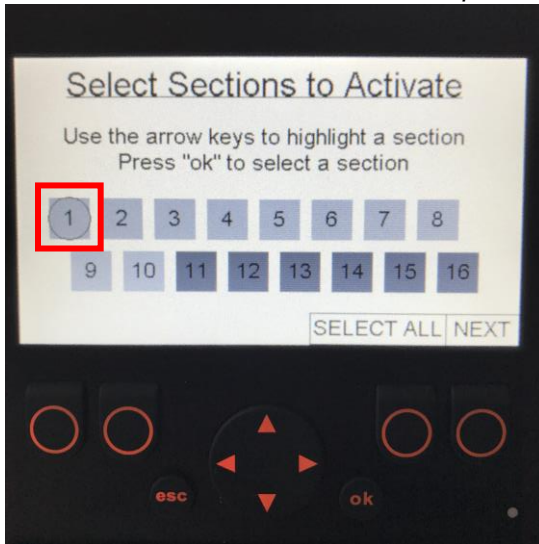 Select Sections to Activate
Use the arrow keys to highlight a section
Press "ok" to select a section
1 2 3 4 5 6 7 8
9 10 11 12 13 14 15 16
SELECT ALL NEXT
esc ok